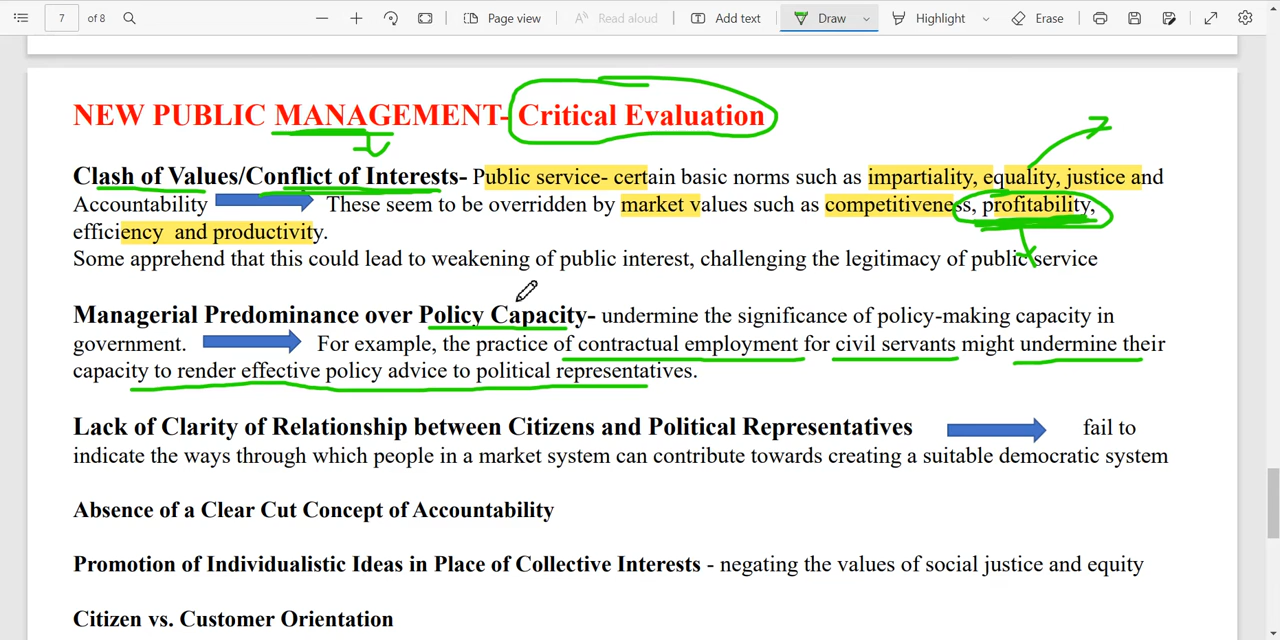 7 of 8 Page view Read aloud Add text Draw Highlight Erase
NEW PUBLIC MANAGEMENT- Critical Evaluation
Clash of Values/Conflict of Interests- Public service- certain basic norms such as impartiality, equality, justice and
Accountability These seem to be overridden by market values such as competitiveness, profitability,
efficiency and productivity.
Some apprehend that this could lead to weakening of public interest, challenging the legitimacy of public service
Managerial Predominance over Policy Capacity- undermine the significance of policy-making capacity in
government. For example, the practice of contractual employment for civil servants might undermine their
capacity to render effective policy advice to political representatives.
Lack of Clarity of Relationship between Citizens and Political Representatives fail to
indicate the ways through which people in a market system can contribute towards creating a suitable democratic system
Absence of a Clear Cut Concept of Accountability
Promotion of Individualistic Ideas in Place of Collective Interests - negating the values of social justice and equity
Citizen vs. Customer Orientation